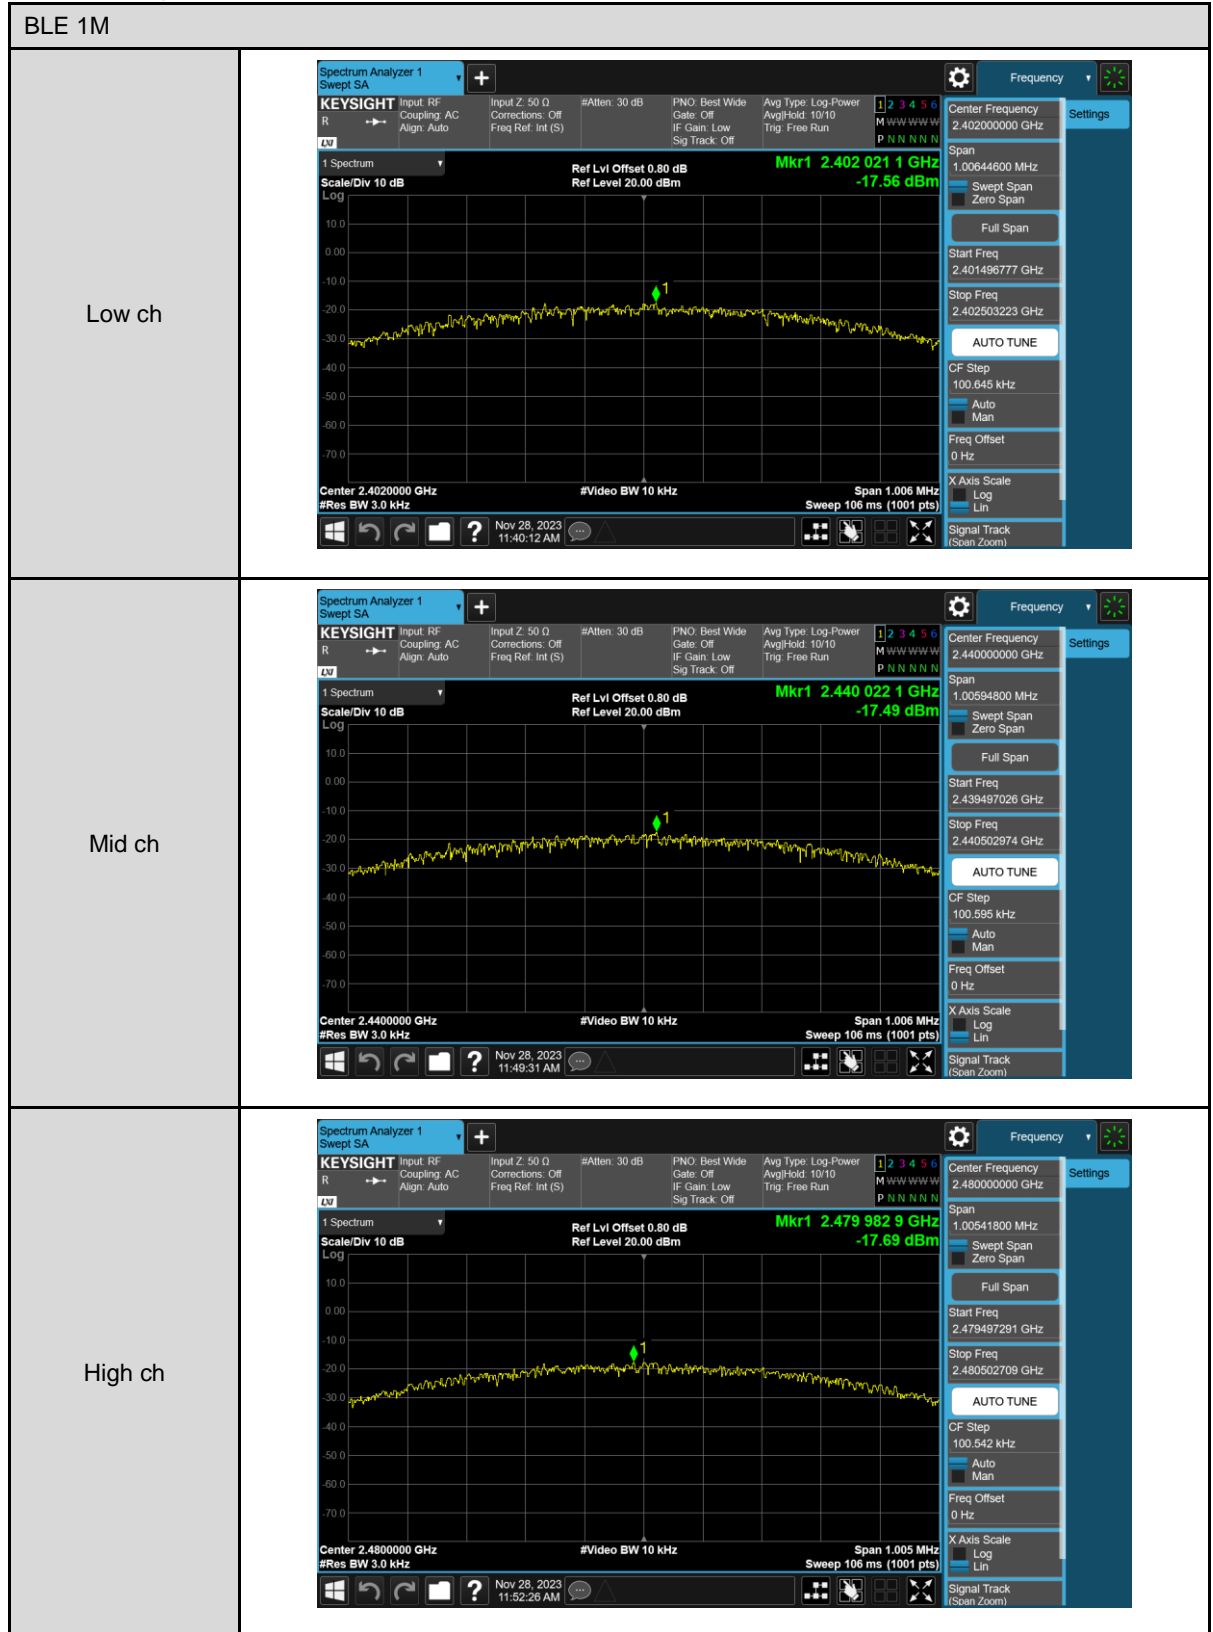 BLE 1M
Low ch
Spectrum Analyzer 1
Swept SA
Frequency
KEYSIGHT
R
LXI
Input: RF
Coupling: AC
Align: Auto
Input Z: 50 Ω
Corrections: Off
Freq Ref: Int (S)
#Atten: 30 dB
PNO: Best Wide
Gate: Off
IF Gain: Low
Sig Track: Off
Avg Type: Log-Power
Avg|Hold: 10/10
Trig: Free Run
1 2 3 4 5 6
M W W W W W
P N N N N N
1 Spectrum
Scale/Div 10 dB
Log
Ref Lvl Offset 0.80 dB
Ref Level 20.00 dBm
Mkr1 2.402 021 1 GHz
-17.56 dBm
10.0
0.00
-10.0
-20.0
-30.0
-40.0
-50.0
-60.0
-70.0
1
Center 2.4020000 GHz
#Res BW 3.0 kHz
#Video BW 10 kHz
Span 1.006 MHz
Sweep 106 ms (1001 pts)
?
Nov 28, 2023
11:40:12 AM
Center Frequency
2.402000000 GHz
Settings
Span
1.00644600 MHz
Swept Span
Zero Span
Full Span
Start Freq
2.401496777 GHz
Stop Freq
2.402503223 GHz
AUTO TUNE
CF Step
100.645 kHz
Auto
Man
Freq Offset
0 Hz
X Axis Scale
Log
Lin
Signal Track
(Span Zoom)
Mid ch
Spectrum Analyzer 1
Swept SA
Frequency
KEYSIGHT
R
LXI
Input: RF
Coupling: AC
Align: Auto
Input Z: 50 Ω
Corrections: Off
Freq Ref: Int (S)
#Atten: 30 dB
PNO: Best Wide
Gate: Off
IF Gain: Low
Sig Track: Off
Avg Type: Log-Power
Avg|Hold: 10/10
Trig: Free Run
1 2 3 4 5 6
M W W W W W
P N N N N N
1 Spectrum
Scale/Div 10 dB
Log
Ref Lvl Offset 0.80 dB
Ref Level 20.00 dBm
Mkr1 2.440 022 1 GHz
-17.49 dBm
10.0
0.00
-10.0
-20.0
-30.0
-40.0
-50.0
-60.0
-70.0
1
Center 2.4400000 GHz
#Res BW 3.0 kHz
#Video BW 10 kHz
Span 1.006 MHz
Sweep 106 ms (1001 pts)
?
Nov 28, 2023
11:49:31 AM
Center Frequency
2.440000000 GHz
Settings
Span
1.00594800 MHz
Swept Span
Zero Span
Full Span
Start Freq
2.439497026 GHz
Stop Freq
2.440502974 GHz
AUTO TUNE
CF Step
100.595 kHz
Auto
Man
Freq Offset
0 Hz
X Axis Scale
Log
Lin
Signal Track
(Span Zoom)
High ch
Spectrum Analyzer 1
Swept SA
Frequency
KEYSIGHT
R
LXI
Input: RF
Coupling: AC
Align: Auto
Input Z: 50 Ω
Corrections: Off
Freq Ref: Int (S)
#Atten: 30 dB
PNO: Best Wide
Gate: Off
IF Gain: Low
Sig Track: Off
Avg Type: Log-Power
Avg|Hold: 10/10
Trig: Free Run
1 2 3 4 5 6
M W W W W W
P N N N N N
1 Spectrum
Scale/Div 10 dB
Log
Ref Lvl Offset 0.80 dB
Ref Level 20.00 dBm
Mkr1 2.479 982 9 GHz
-17.69 dBm
10.0
0.00
-10.0
-20.0
-30.0
-40.0
-50.0
-60.0
-70.0
1
Center 2.4800000 GHz
#Res BW 3.0 kHz
#Video BW 10 kHz
Span 1.005 MHz
Sweep 106 ms (1001 pts)
?
Nov 28, 2023
11:52:26 AM
Center Frequency
2.480000000 GHz
Settings
Span
1.00541800 MHz
Swept Span
Zero Span
Full Span
Start Freq
2.479497291 GHz
Stop Freq
2.480502709 GHz
AUTO TUNE
CF Step
100.542 kHz
Auto
Man
Freq Offset
0 Hz
X Axis Scale
Log
Lin
Signal Track
(Span Zoom)